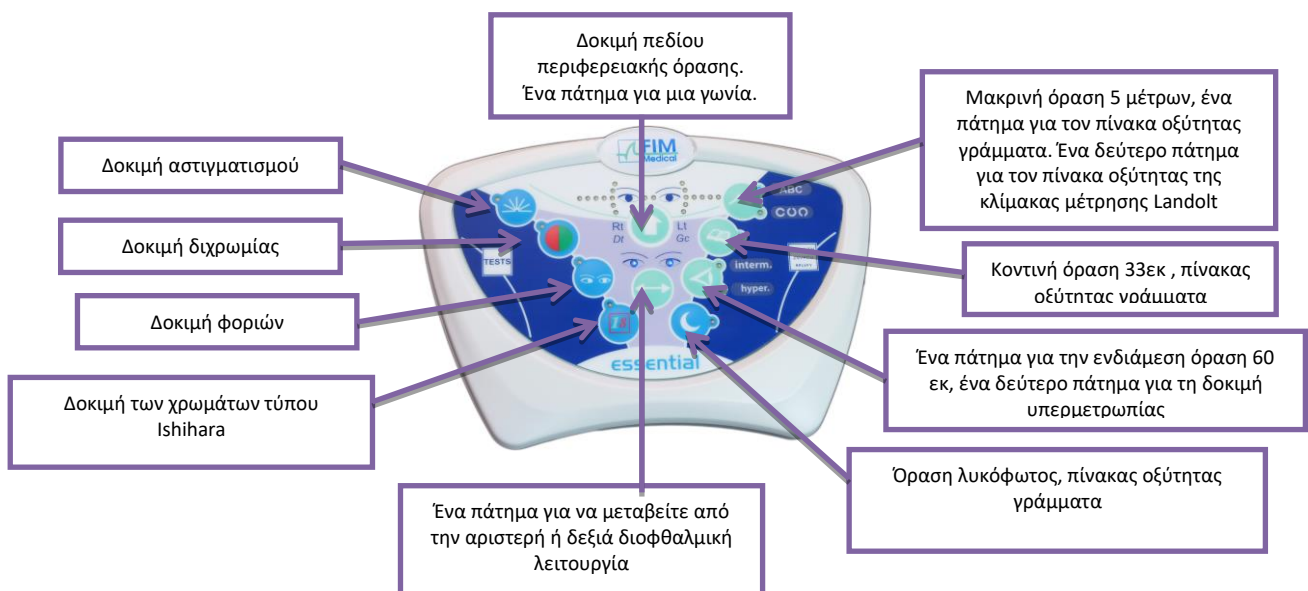 Δοκιμή πεδίου
περιφερειακής όρασης.
Ένα πάτημα για μια γωνία.
Μακρινή όραση 5 μέτρων, ένα
πάτημα για τον πίνακα οξύτητας
γράμματα. Ένα δεύτερο πάτημα
για τον πίνακα οξύτητας της
κλίμακας μέτρησης Landolt
Δοκιμή αστιγματισμού
Δοκιμή διχρωμίας
Δοκιμή φοριών
Δοκιμή των χρωμάτων τύπου
Ishihara
Κοντινή όραση 33εκ , πίνακας
οξύτητας γράμματα
Ένα πάτημα για την ενδιάμεση όραση 60
εκ, ένα δεύτερο πάτημα για τη δοκιμή
υπερμετρωπίας
Όραση λυκόφωτος, πίνακας οξύτητας
γράμματα
Ένα πάτημα για να μεταβείτε από
την αριστερή ή δεξιά διοφθαλμική
λειτουργία
FIM
Medical
ABC
Rt Lt
Dt Gc
TESTS
interm.
hyper.
essential